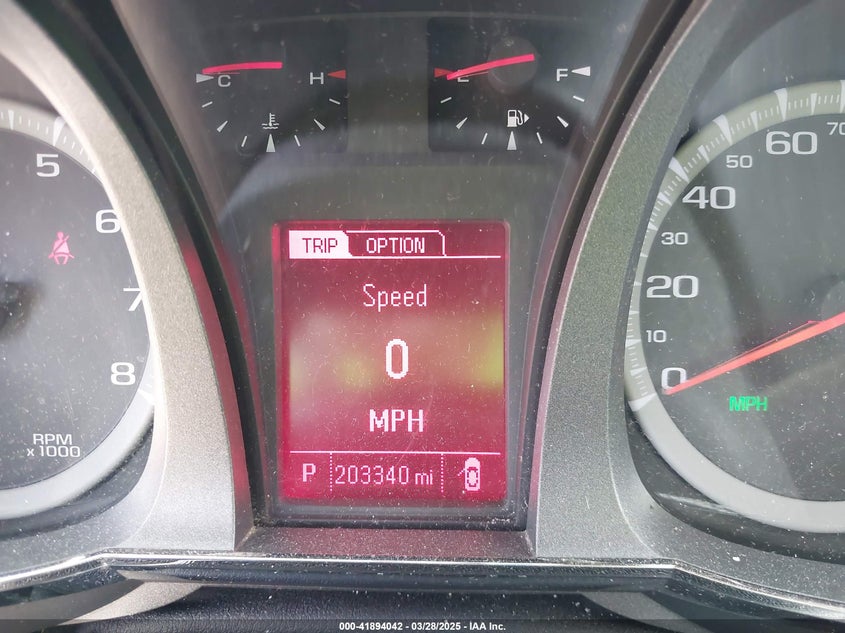 C H
E F
5
6
7
8
RPM
x 1000
TRIP OPTION
Speed
0
MPH
P 203340 mi
70
60
50
40
30
20
10
0
MPH
000-41894042 - 03/28/2025 - IAA Inc.